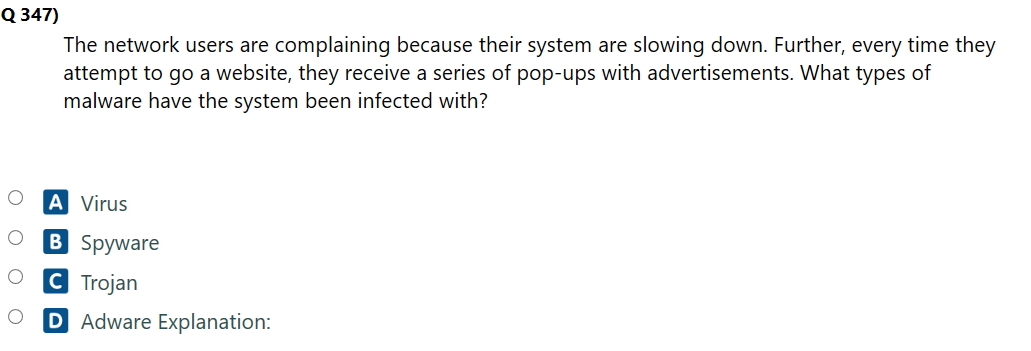 Q 347)
The network users are complaining because their system are slowing down. Further, every time they
attempt to go a website, they receive a series of pop-ups with advertisements. What types of
malware have the system been infected with?
A Virus
B Spyware
C Trojan
D Adware Explanation: